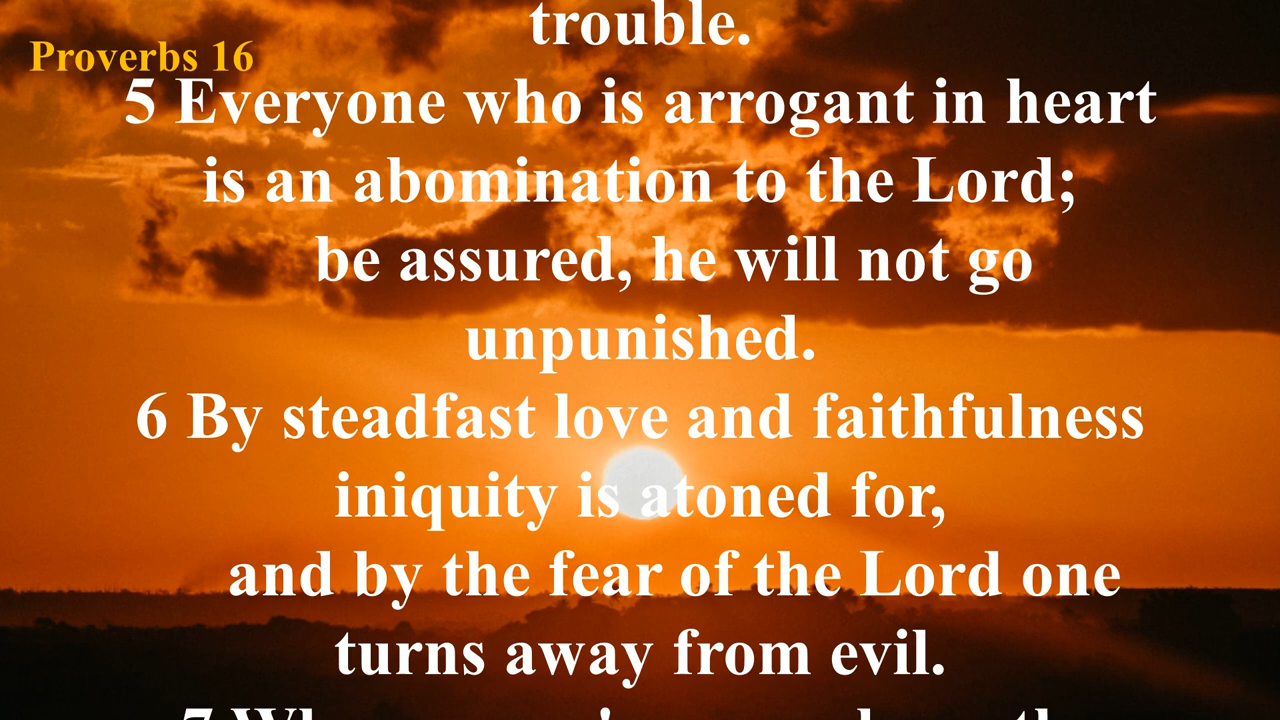 trouble.
Proverbs 16
5 Everyone who is arrogant in heart
is an abomination to the Lord;
be assured, he will not go
unpunished.
6 By steadfast love and faithfulness
iniquity is atoned for,
and by the fear of the Lord one
turns away from evil.
7